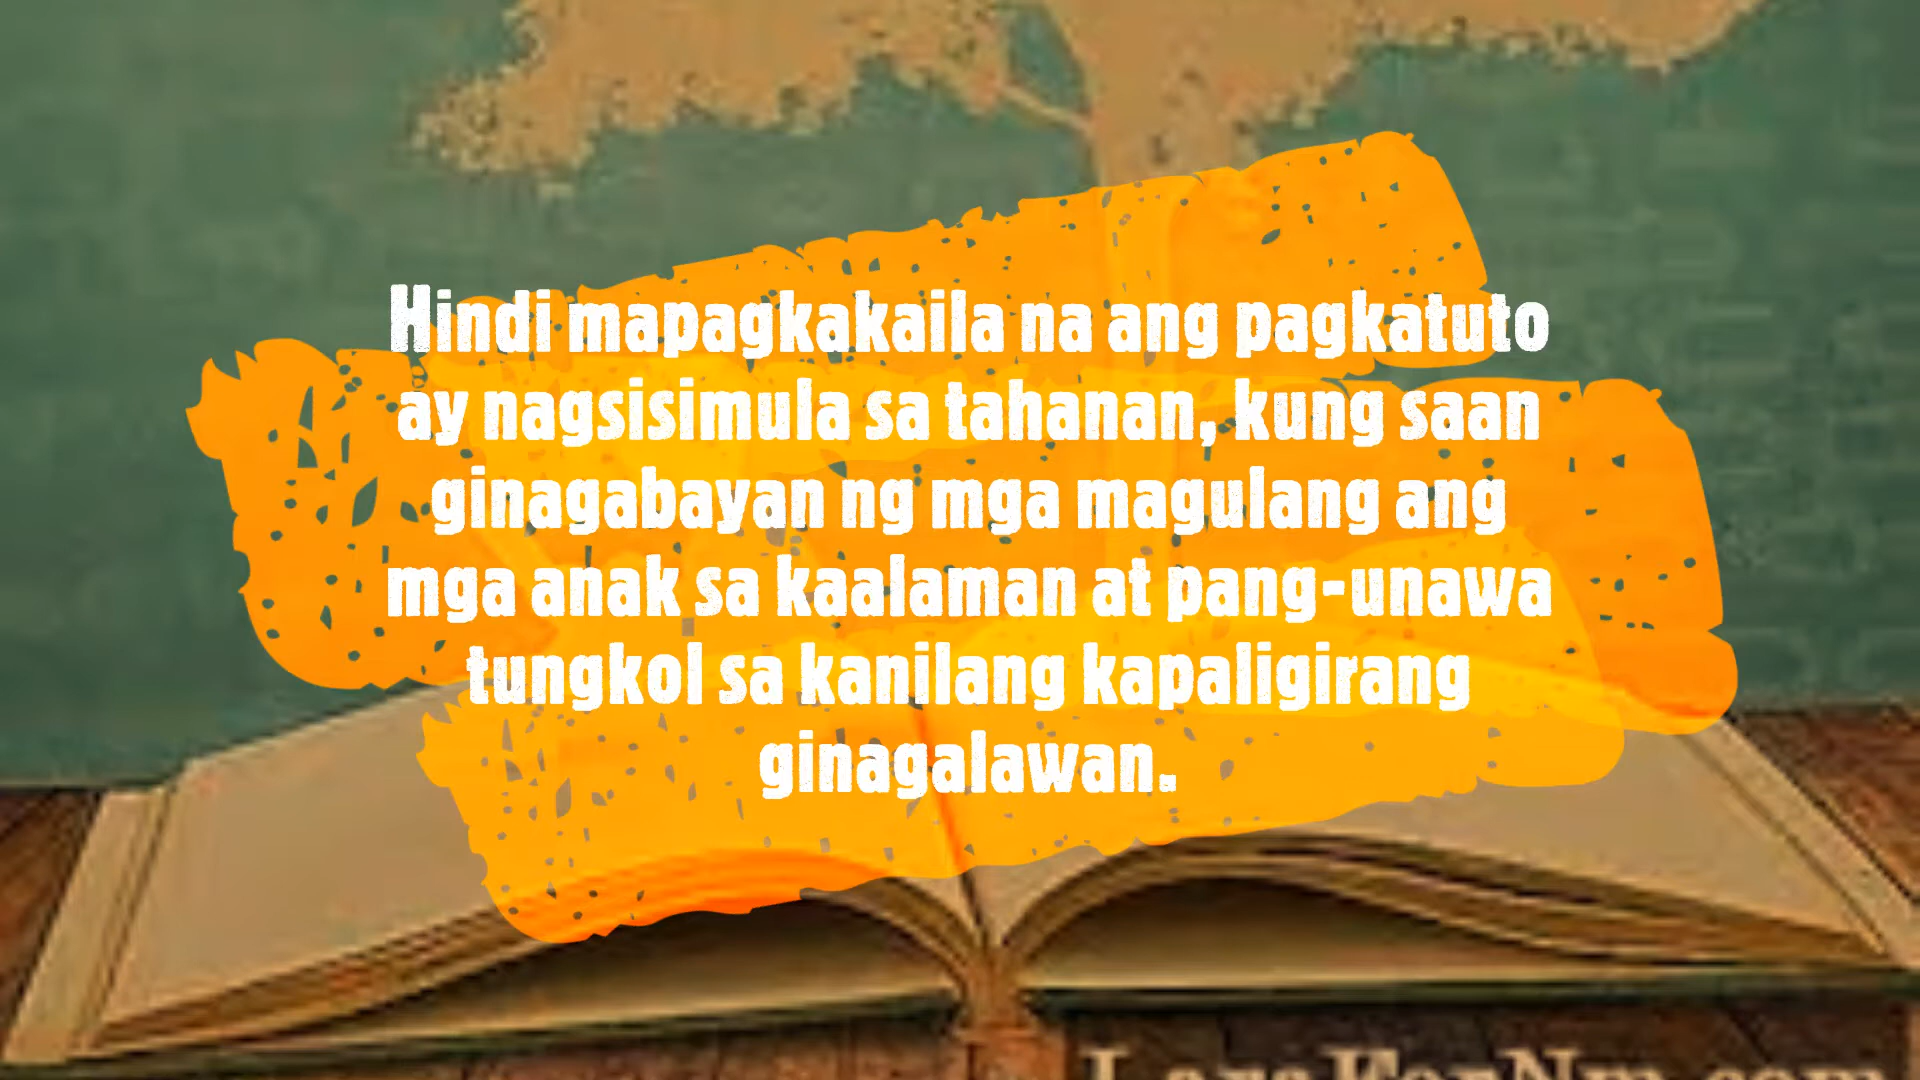 Hindi mapagkakaila na ang pagkatuto
ay nagsisimula sa tahanan, kung saan
ginagabayan ng mga magulang ang
mga anak sa kaalaman at pang-unawa
tungkol sa kanilang kapaligirang
ginagalawan.